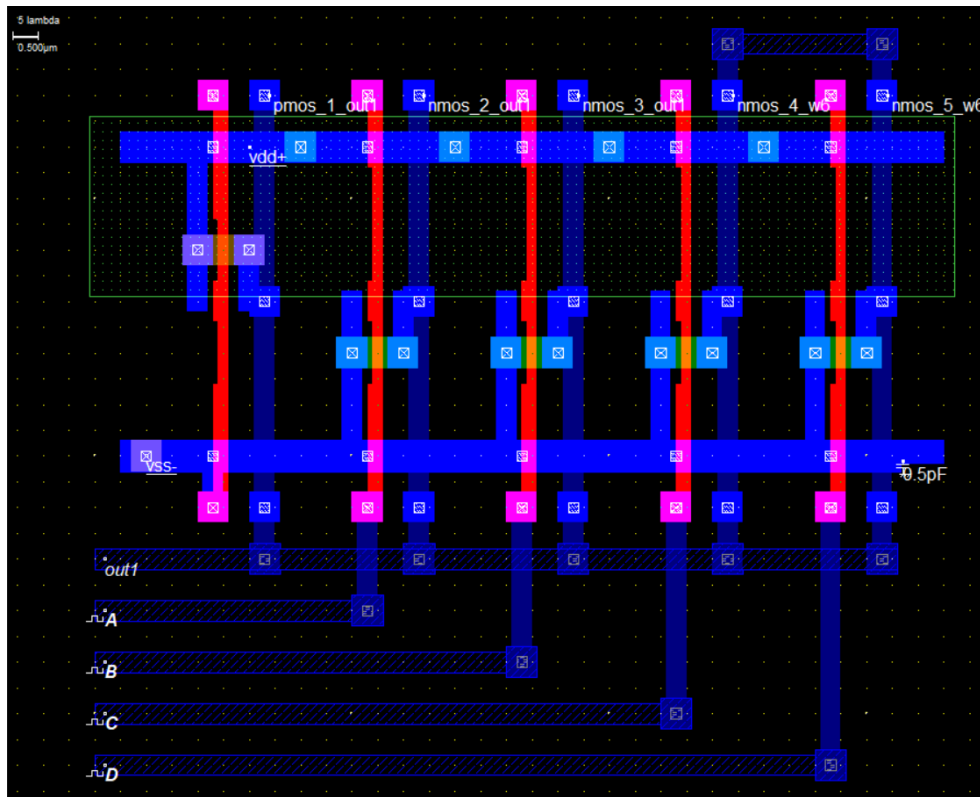 5 lambda
0.500µm
pmos_1_out1
nmos_2_out1
nmos_3_out1
nmos_4_w6
nmos_5_w6
vdd+
vss-
0.5pF
out1
A
B
C
D